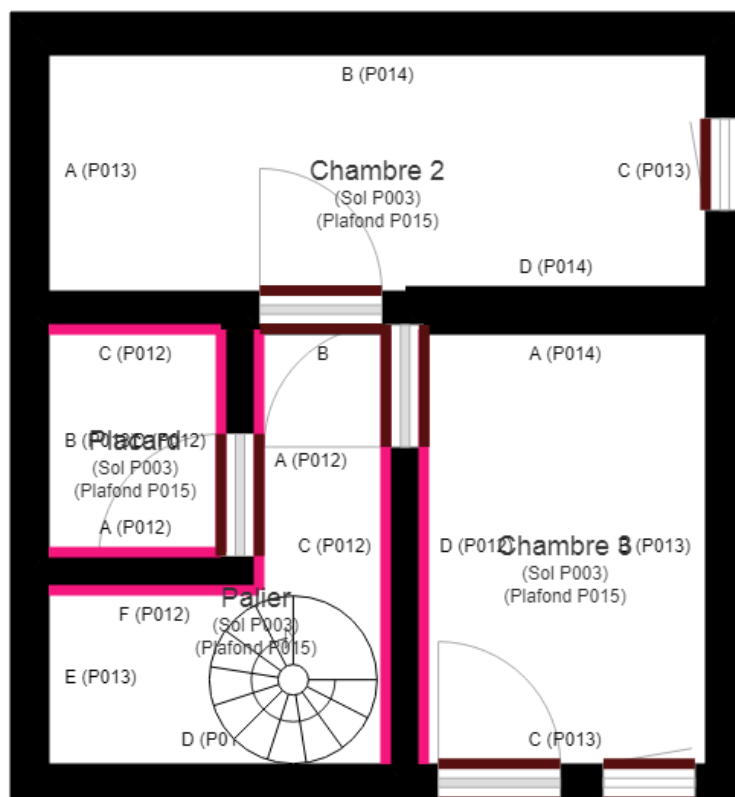 B (P014)
A (P013)
Chambre 2
C (P013)
(Sol P003)
(Plafond P015)
D (P014)
C (P012)
B
A (P014)
Placard
(Sol P003)
(Plafond P015)
A (P012)
A (P012)
C (P012)
D (P012)
Chambre 3
(P013)
(Sol P003)
(Plafond P015)
Palier
(Sol P003)
(Plafond P015)
F (P012)
E (P013)
D (P01
C (P013)